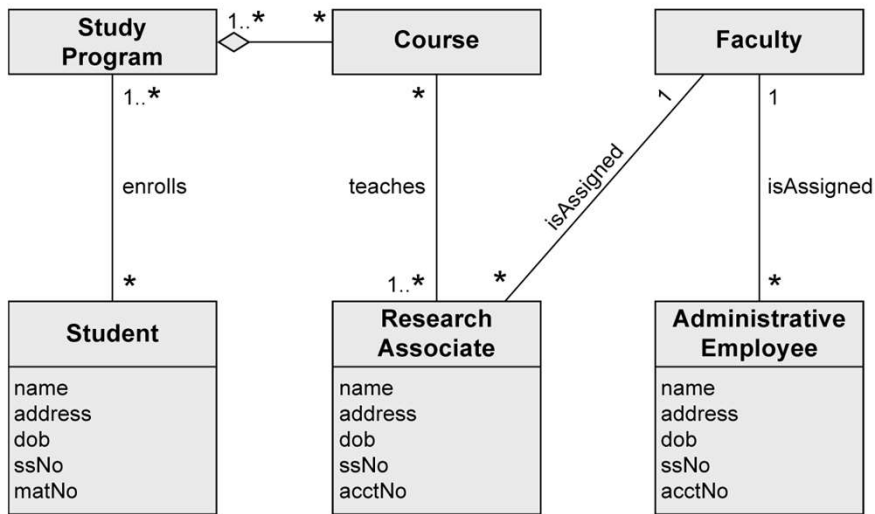 Study
Program
1..*
*
Course
Faculty
1..*
*
1
1
enrolls
teaches
isAssigned
isAssigned
*
1..*
*
*
Student
Research
Associate
Administrative
Employee
name
address
dob
ssNo
matNo
name
address
dob
ssNo
acctNo
name
address
dob
ssNo
acctNo